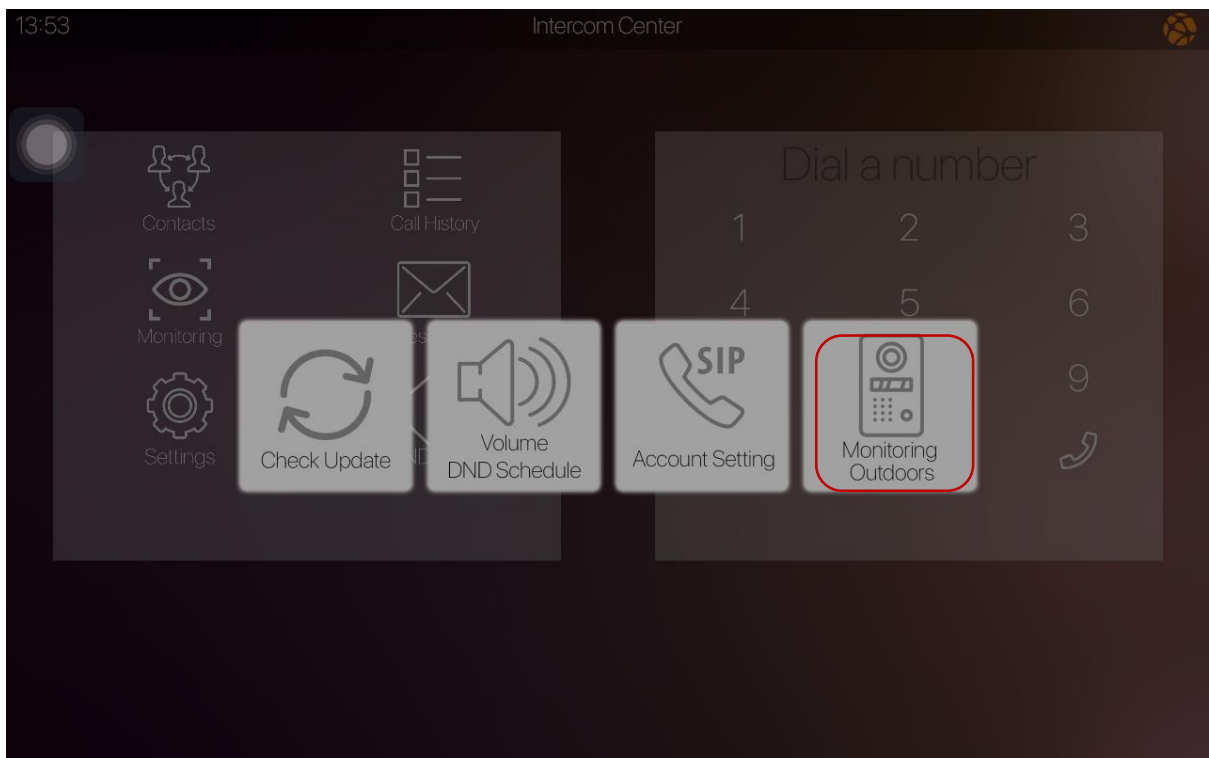 13:53
Intercom Center
Contacts
Call History
Monitoring
Settings
Dial a number
1 2 3
4 5 6
9
Check Update
Volume
DND Schedule
SIP
Account Setting
Monitoring
Outdoors